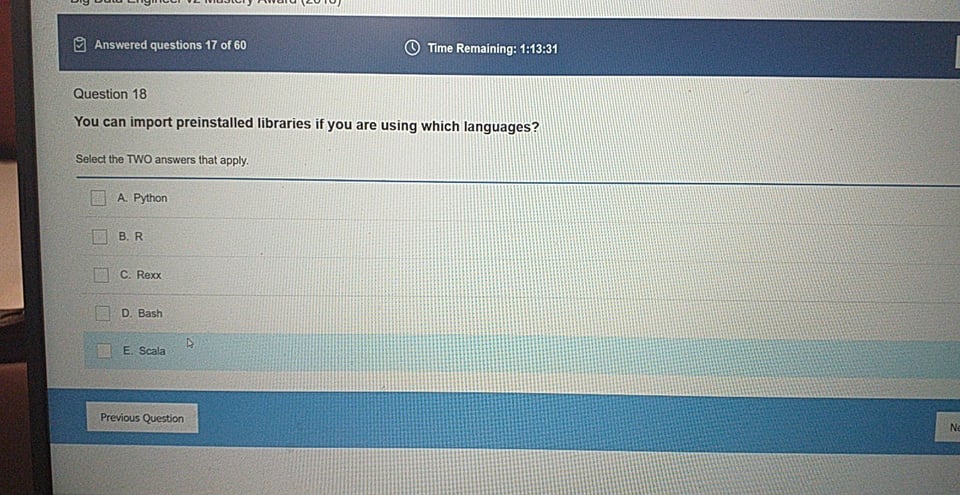 Big Data Engineer v2 Mastery Award (2018)
Answered questions 17 of 60
Time Remaining: 1:13:31
Question 18
You can import preinstalled libraries if you are using which languages?
Select the TWO answers that apply.
A. Python
B. R
C. Rexx
D. Bash
E. Scala
Previous Question